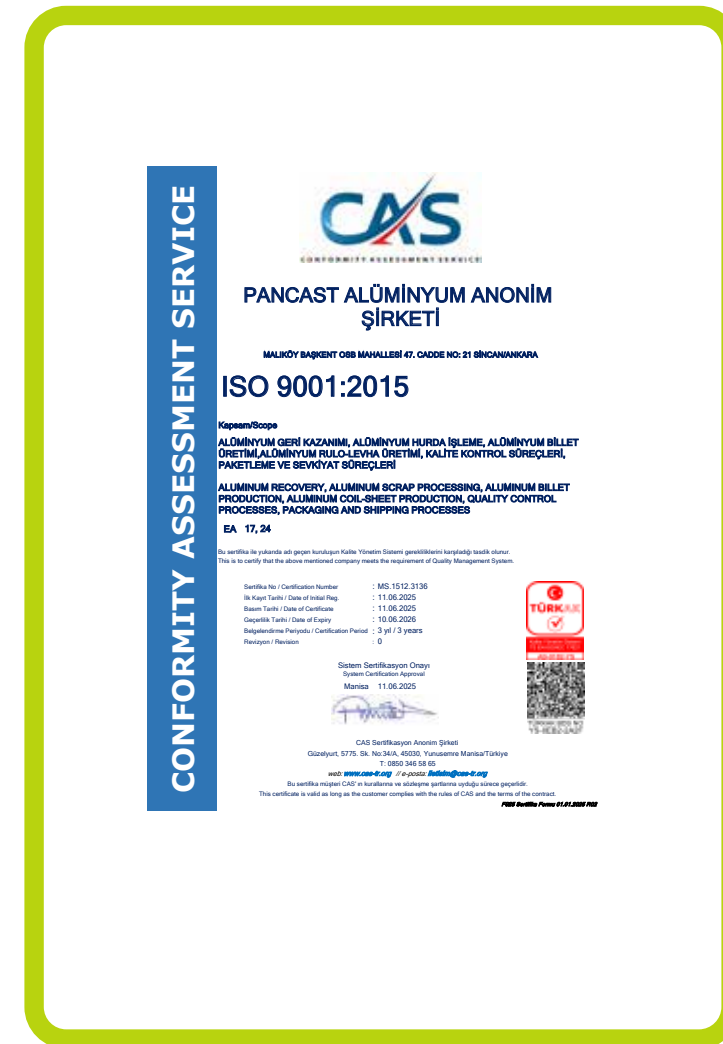 CONFORMITY ASSESSMENT SERVICE
CAS
CONFORMITY ASSESSMENT SERVICE
PANCAST ALÜMİNYUM ANONİM
ŞİRKETİ
MALIKÖY BAŞKENT OSB MAHALLESİ 47. CADDE NO: 21 SİNCAN/ANKARA
ISO 9001:2015
Kapsam/Scope
ALÜMİNYUM GERİ KAZANIMI, ALÜMİNYUM HURDA İŞLEME, ALÜMİNYUM BİLLET
ÜRETİMİ,ALÜMİNYUM RULO-LEVHA ÜRETİMİ, KALİTE KONTROL SÜREÇLERİ,
PAKETLEME VE SEVKİYAT SÜREÇLERİ
ALUMINUM RECOVERY, ALUMINUM SCRAP PROCESSING, ALUMINUM BILLET
PRODUCTION, ALUMINUM COIL-SHEET PRODUCTION, QUALITY CONTROL
PROCESSES, PACKAGING AND SHIPPING PROCESSES
EA 17, 24
Bu sertifika ile yukarıda adı geçen kuruluşun Kalite Yönetim Sistemi gerekliliklerini karşıladığı tasdik olunur.
This is to certify that the above mentioned company meets the requirement of Quality Management System.
Sertifika No / Certification Number : MS.1512.3136
İlk Kayıt Tarihi / Date of Initial Reg. : 11.06.2025
Basım Tarihi / Date of Certificate : 11.06.2025
Geçerlilik Tarihi / Date of Expiry : 10.06.2026
Belgelendirme Periyodu / Certification Period : 3 yıl / 3 years
Revizyon / Revision : 0
TÜRKAK
Sistem Sertifikasyon Onayı
System Certification Approval
Manisa 11.06.2025
CAS Sertifikasyon Anonim Şirketi
Güzelyurt, 5775. Sk. No:34/A, 45030, Yunusemre Manisa/Türkiye
T: 0850 346 58 65
web: www.cas-tr.org // e-posta: iletisim@cas-tr.org
Bu sertifika müşteri CAS' ın kurallarına ve sözleşme şartlarına uyduğu sürece geçerlidir.
This certificate is valid as long as the customer complies with the rules of CAS and the terms of the contract.